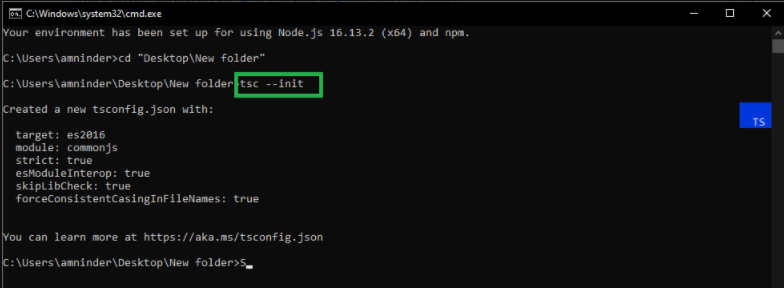 C:\Windows\system32\cmd.exe
Your environment has been set up for using Node.js 16.13.2 (x64) and npm.
C:\Users\amninder>cd "Desktop\New folder"
C:\Users\amninder\Desktop\New folder>tsc --init
Created a new tsconfig.json with:
target: es2016
module: commonjs
strict: true
esModuleInterop: true
skipLibCheck: true
forceConsistentCasingInFileNames: true
TS
You can learn more at https://aka.ms/tsconfig.json
C:\Users\amninder\Desktop\New folder>S